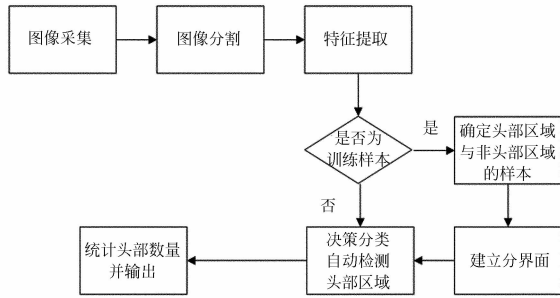 图像采集
图像分割
特征提取
是否为
训练样本
是
确定头部区域
与非头部区域
的样本
否
统计头部数量
并输出
决策分类
自动检测
头部区域
建立分界面